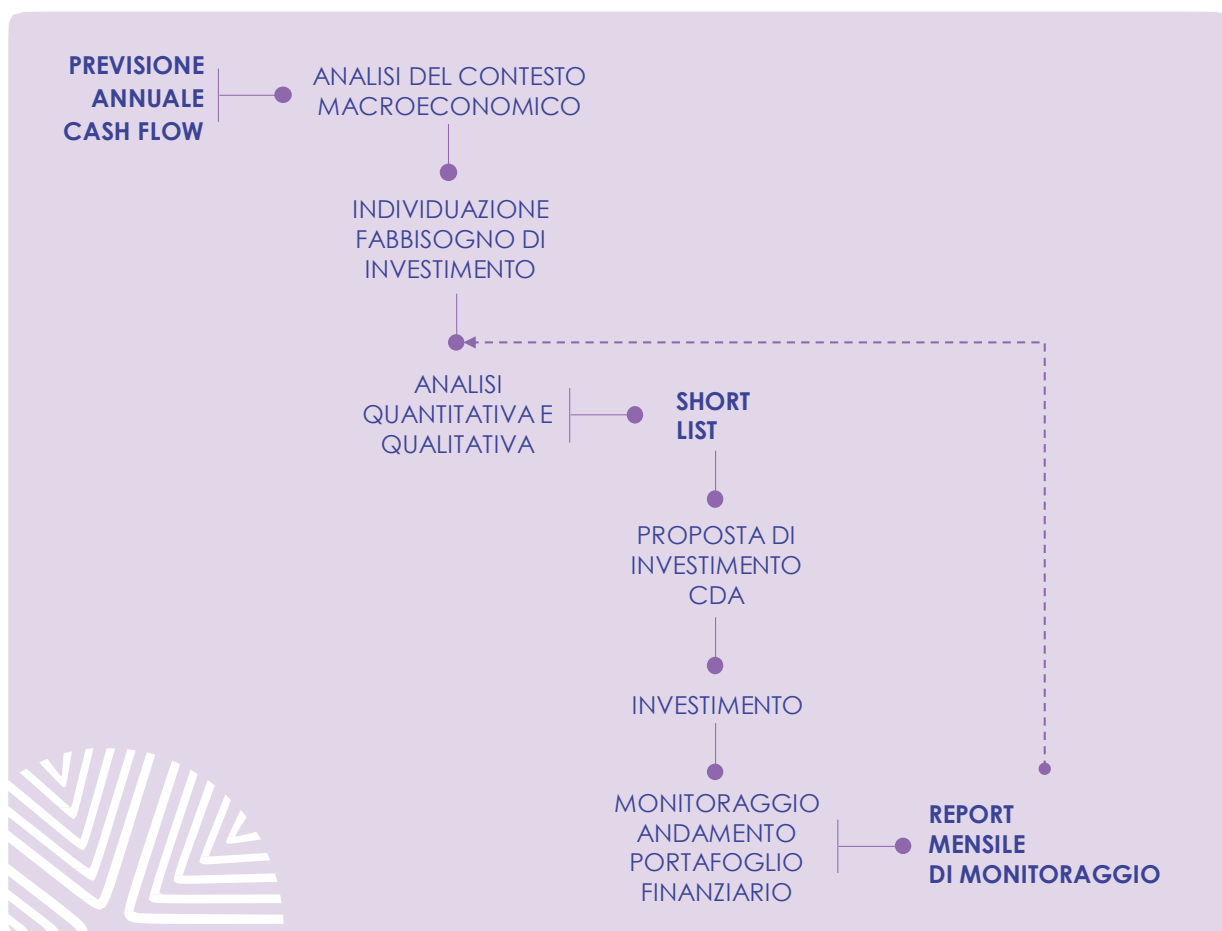 PREVISIONE
ANNUALE
CASH FLOW
ANALISI DEL CONTESTO
MACROECONOMICO
INDIVIDUAZIONE
FABBISOGNO DI
INVESTIMENTO
ANALISI
QUANTITATIVA E
QUALITATIVA
SHORT
LIST
PROPOSTA DI
INVESTIMENTO
CDA
INVESTIMENTO
MONITORAGGIO
ANDAMENTO
PORTAFOGLIO
FINANZIARIO
REPORT
MENSILE
DI MONITORAGGIO